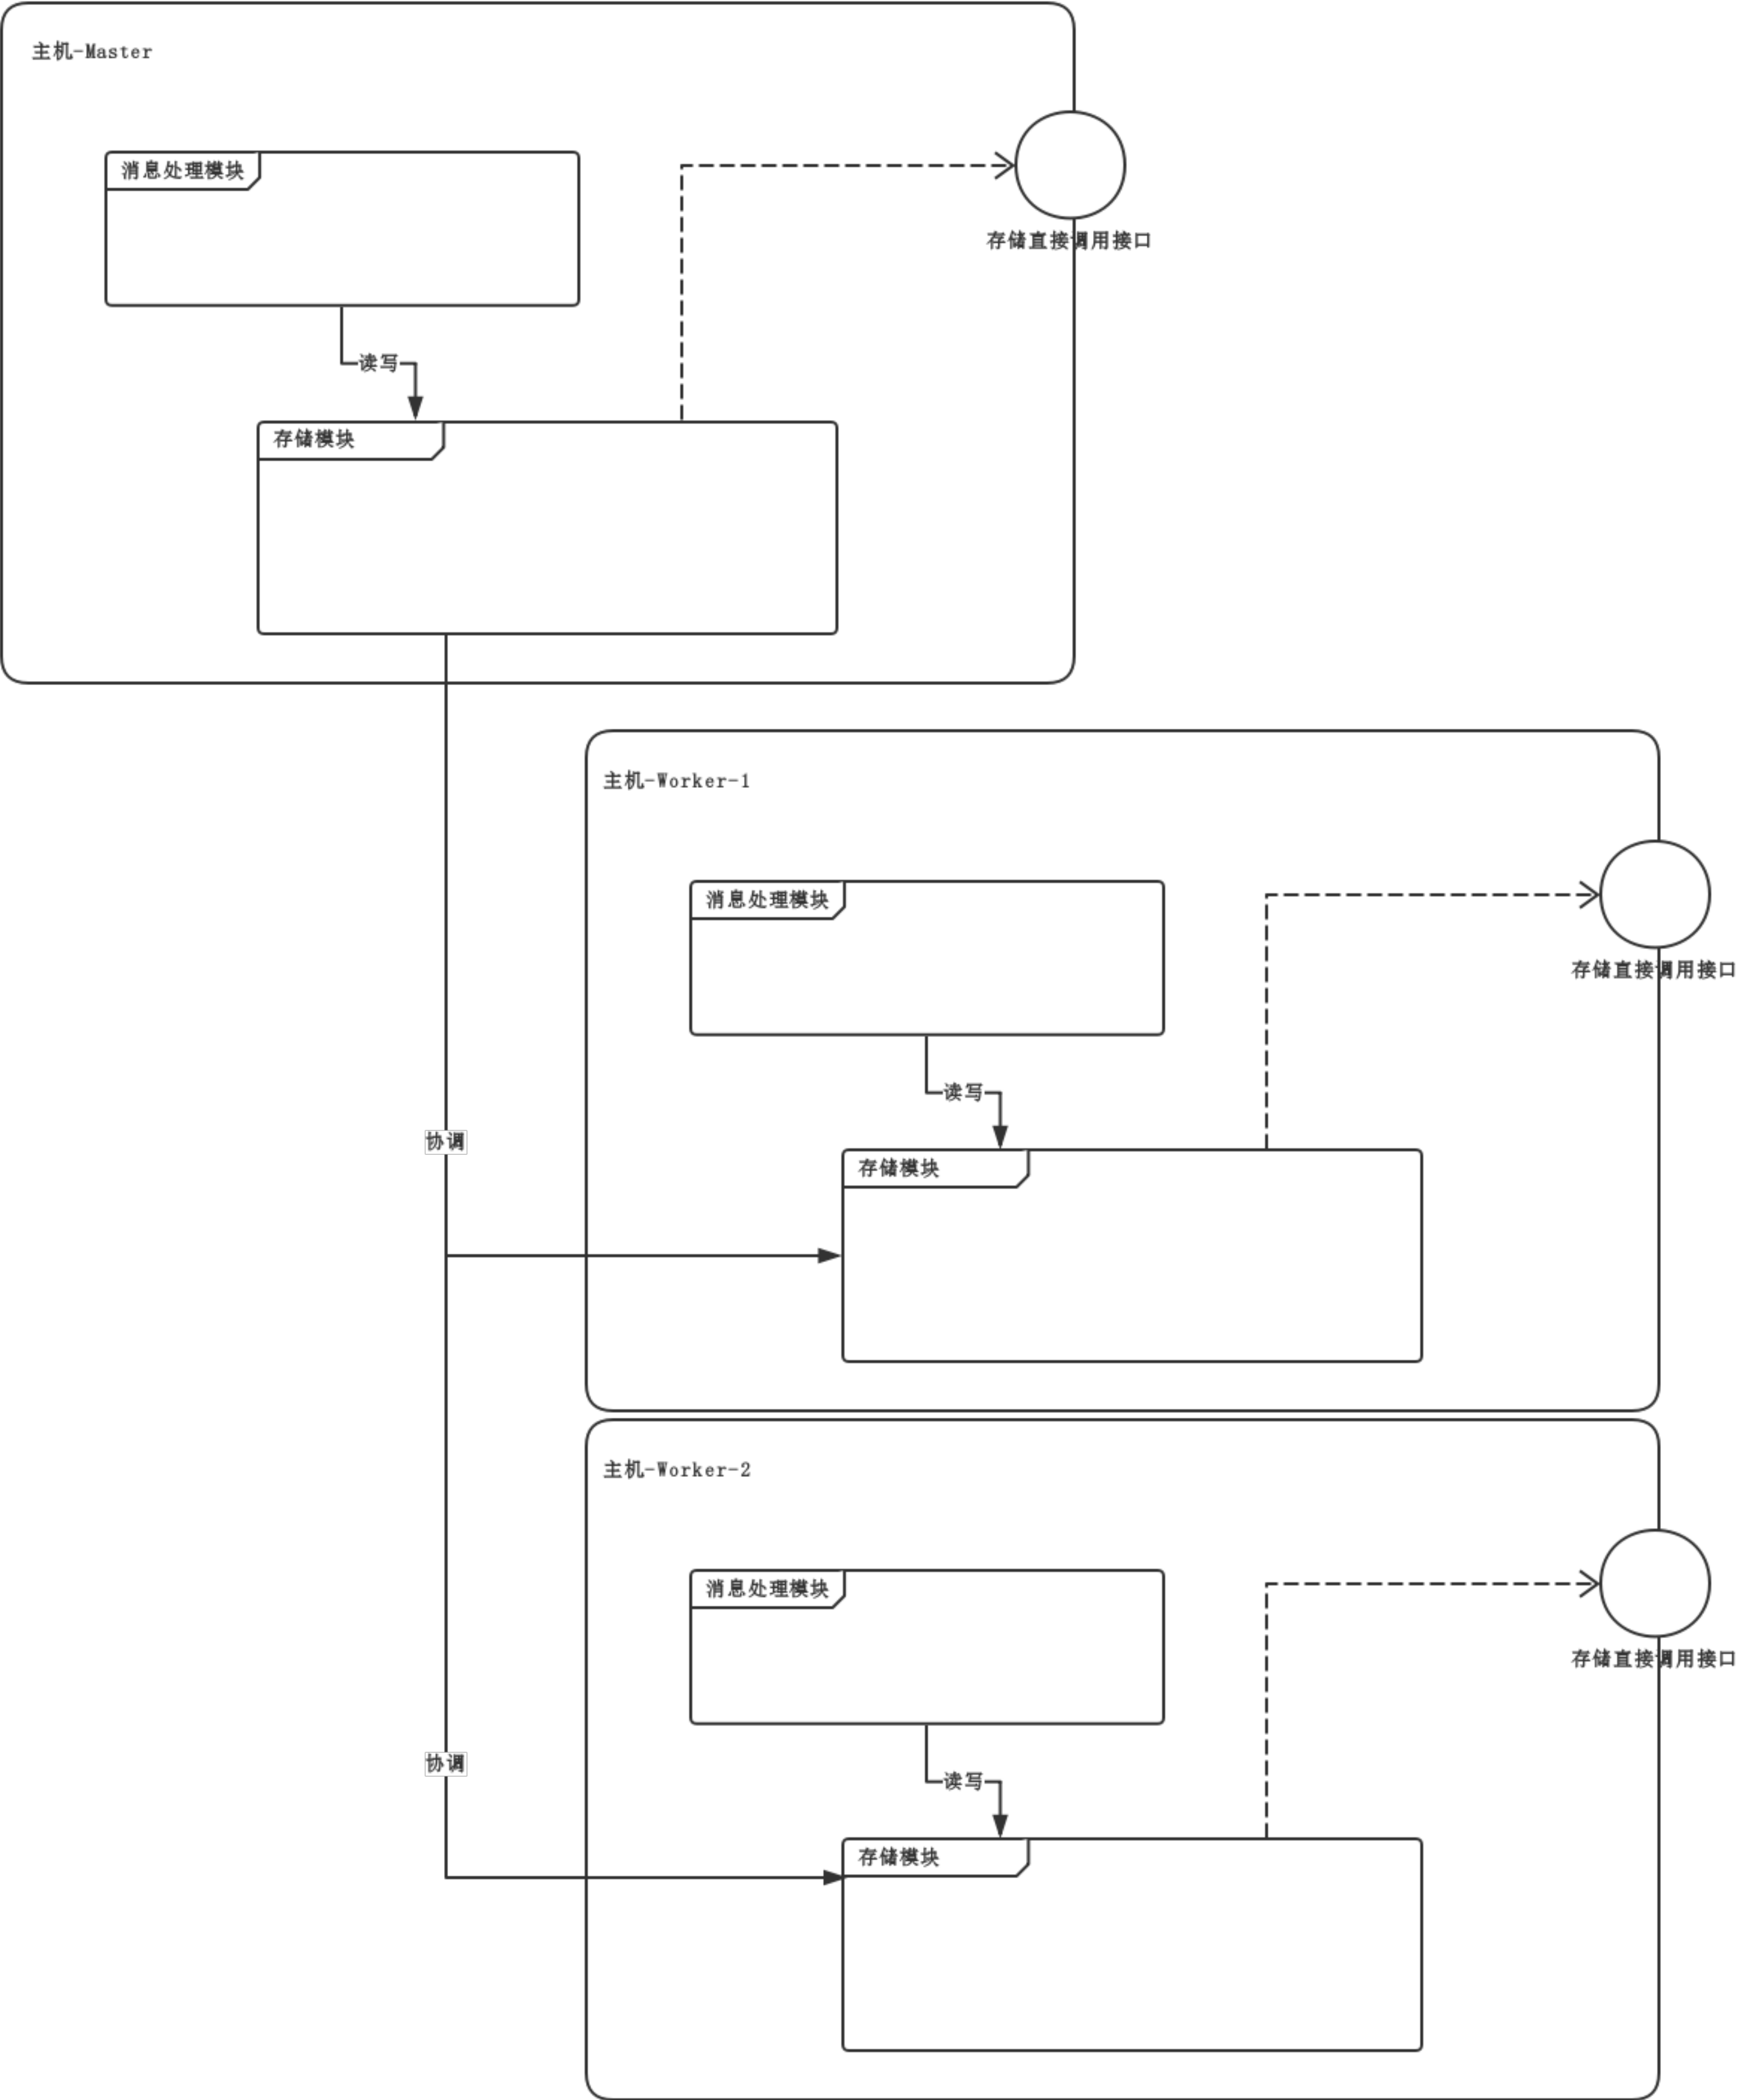 主机-Master
消息处理模块
存储直接调用接口
读写
存储模块
主机-Worker-1
消息处理模块
存储直接调用接口
读写
协调
存储模块
主机-Worker-2
消息处理模块
存储直接调用接口
协调
读写
存储模块